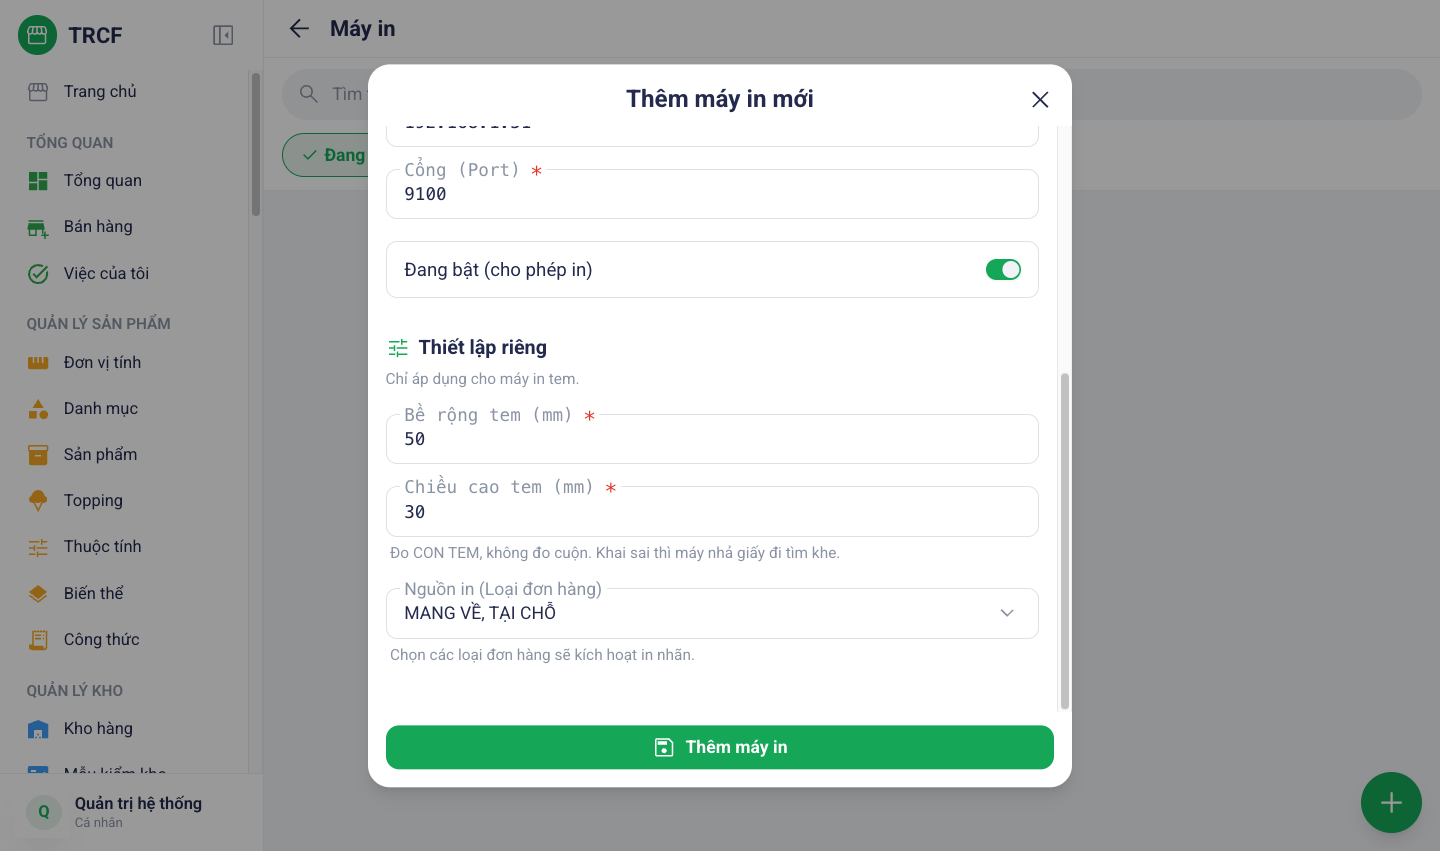 TRCF
Trang chủ
TỔNG QUAN
Tổng quan
Bán hàng
Việc của tôi
QUẢN LÝ SẢN PHẨM
Đơn vị tính
Danh mục
Sản phẩm
Topping
Thuộc tính
Biến thể
Công thức
QUẢN LÝ KHO
Kho hàng
Mẫu kiểm kho
Q
Quản trị hệ thống
Cá nhân
Máy in
Tìm
Đang
Thêm máy in mới
Cổng (Port) *
9100
Đang bật (cho phép in)
Thiết lập riêng
Chỉ áp dụng cho máy in tem.
Bề rộng tem (mm) *
50
Chiều cao tem (mm) *
30
Đo CON TEM, không đo cuộn. Khai sai thì máy nhả giấy đi tìm khe.
Nguồn in (Loại đơn hàng)
MANG VỀ, TẠI CHỖ
Chọn các loại đơn hàng sẽ kích hoạt in nhãn.
Thêm máy in